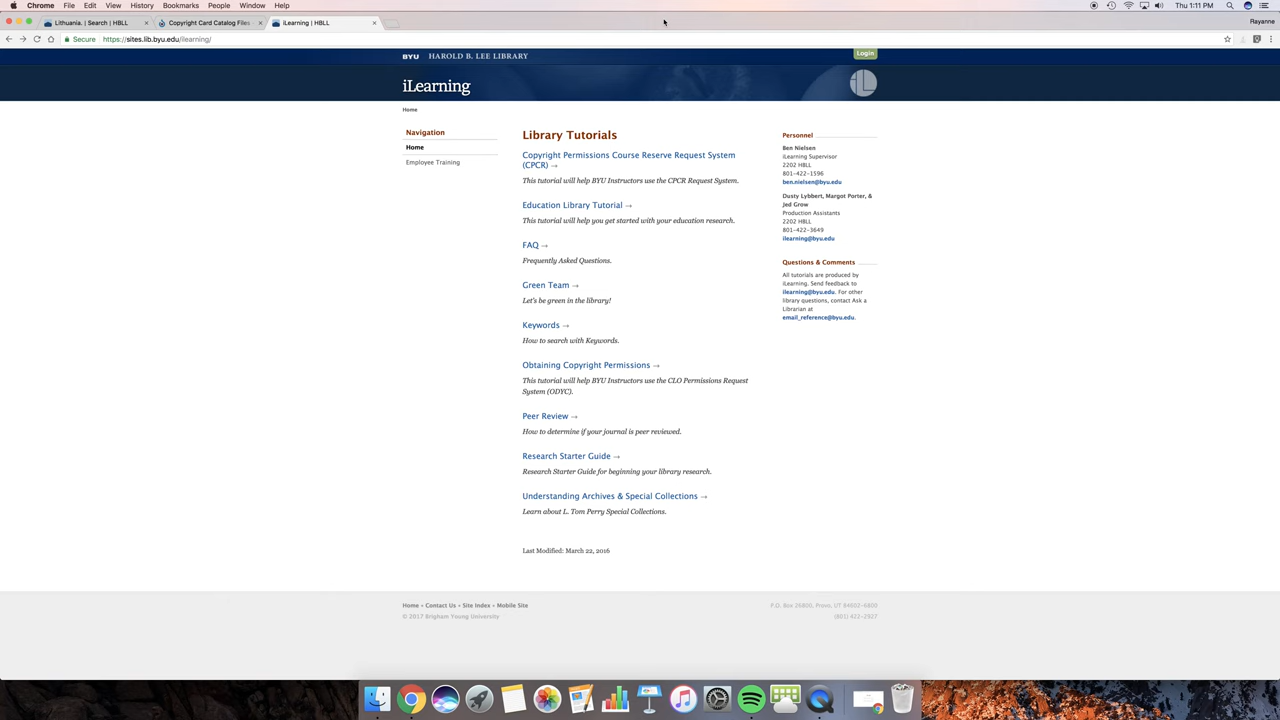 Chrome File Edit View History Bookmarks People Window Help Thu 1:11 PM
Lithuania. | Search | HBLL × Copyright Card Catalog Files × iLearning | HBLL × Rayanne
Secure https://sites.lib.byu.edu/ilearning/
BYU HAROLD B. LEE LIBRARY Login
iLearning
Home
Navigation
Home
Employee Training
Library Tutorials
Copyright Permissions Course Reserve Request System
(CPCR) →
This tutorial will help BYU Instructors use the CPCR Request System.
Education Library Tutorial →
This tutorial will help you get started with your education research.
FAQ →
Frequently Asked Questions.
Green Team →
Let's be green in the library!
Keywords →
How to search with Keywords.
Obtaining Copyright Permissions →
This tutorial will help BYU Instructors use the CLO Permissions Request
System (ODYC).
Peer Review →
How to determine if your journal is peer reviewed.
Research Starter Guide →
Research Starter Guide for beginning your library research.
Understanding Archives & Special Collections →
Learn about L. Tom Perry Special Collections.
Last Modified: March 22, 2016
Personnel
Ben Nielsen
iLearning Supervisor
2202 HBLL
801-422-1596
ben.nielsen@byu.edu
Dusty Lybbert, Margot Porter, &
Jed Grow
Production Assistants
2202 HBLL
801-422-3649
ilearning@byu.edu
Questions & Comments
All tutorials are produced by
iLearning. Send feedback to
ilearning@byu.edu. For other
library questions, contact Ask a
Librarian at
email_reference@byu.edu.
Home • Contact Us • Site Index • Mobile Site
© 2017 Brigham Young University
P.O. Box 26800, Provo, UT 84602-6800
(801) 422-2927